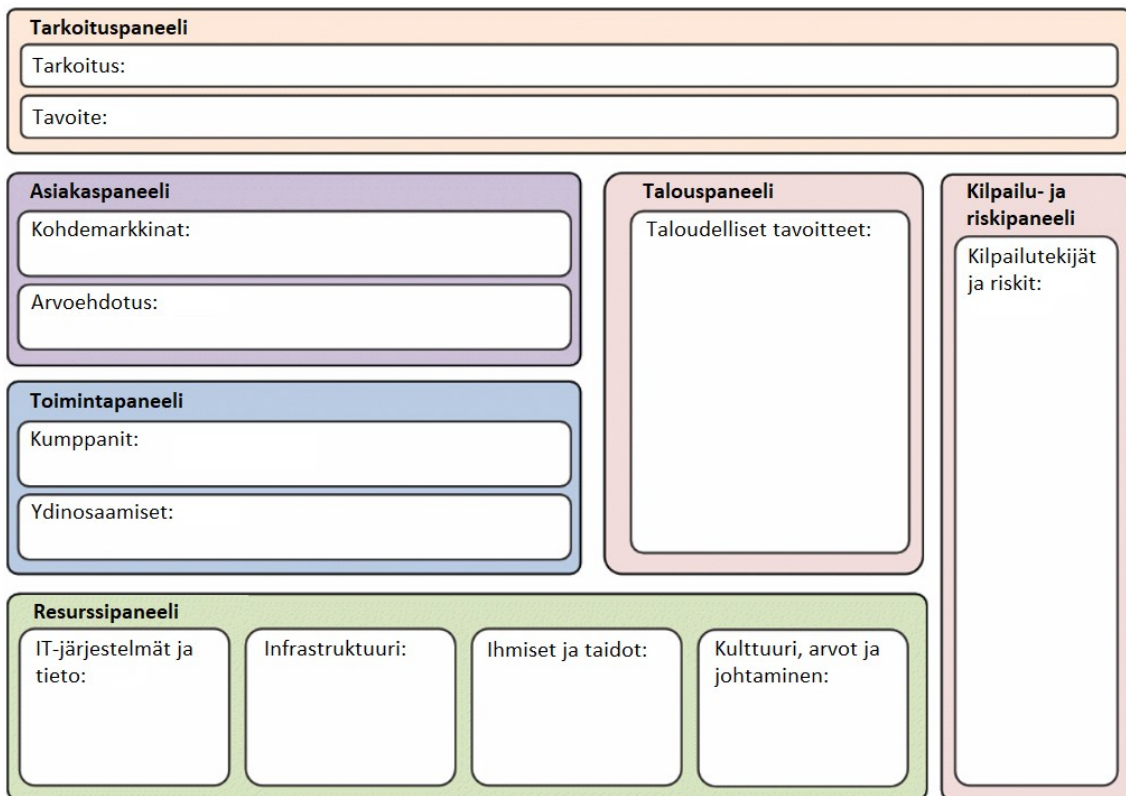 Tarkoituspaneeli
Tarkoitus:
Tavoite:
Asiakaspaneeli
Kohdemarkkinat:
Arvoehdotus:
Toimintapaneeli
Kumppanit:
Ydinosaamiset:
Talouspaneeli
Taloudelliset tavoitteet:
Kilpailu- ja
riskipaneeli
Kilpailutekijät
ja riskit:
Resurssipaneeli
IT-järjestelmät ja
tieto:
Infrastruktuuri:
Ihmiset ja taidot:
Kulttuuri, arvot ja
johtaminen: